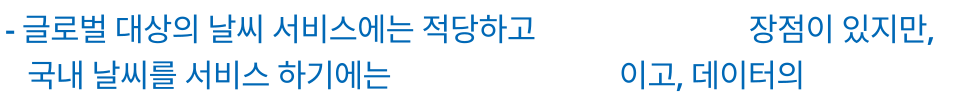 - 글로벌 대상의 날씨 서비스에는 적당하고 장점이 있지만,
국내 날씨를 서비스 하기에는 이고, 데이터의